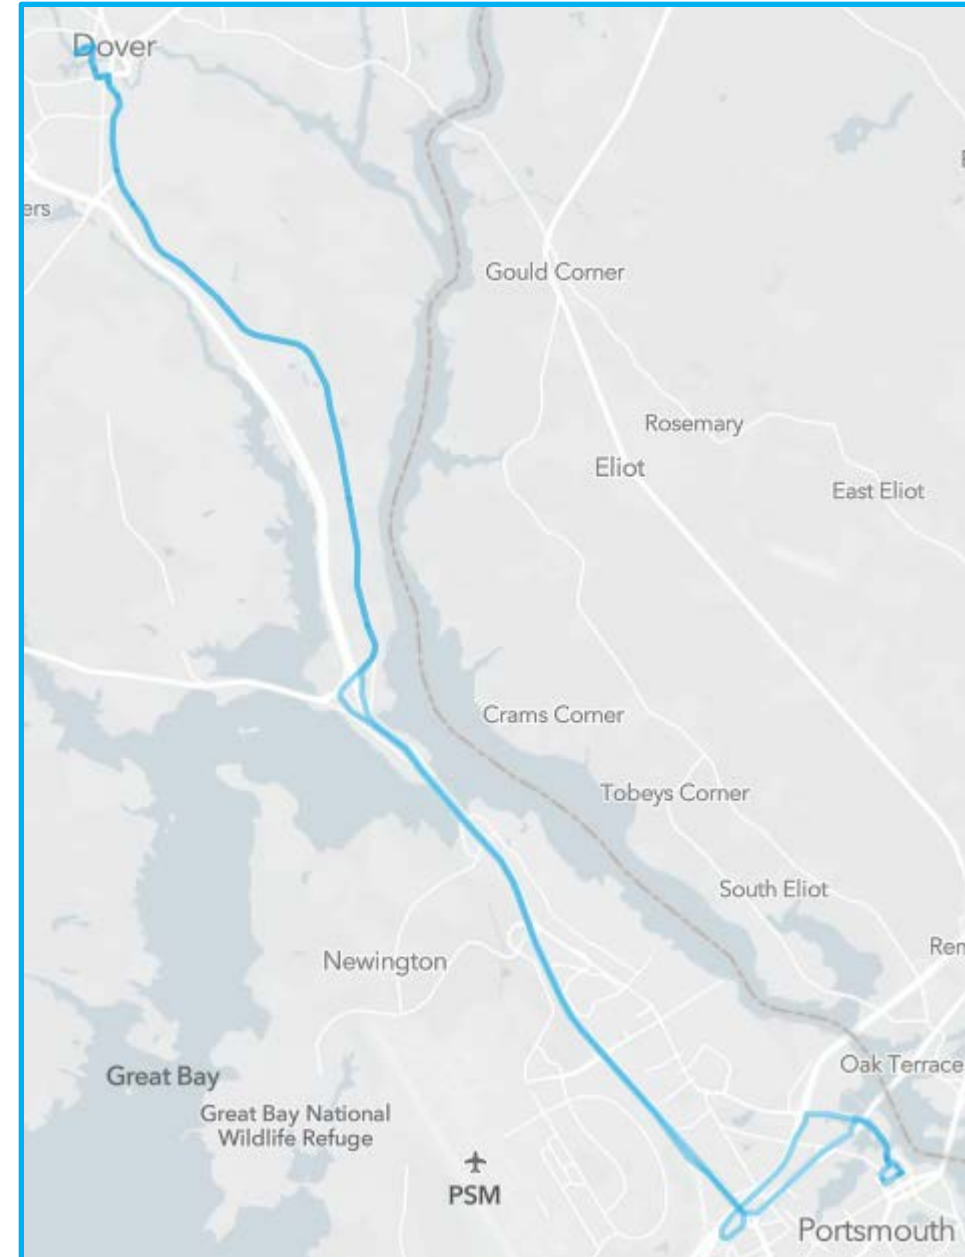 Dover
ers
Gould Corner
Rosemary
Eliot
East Eliot
Crams Corner
Tobeys Corner
South Eliot
Newington
Rem
Oak Terrace
Great Bay
Great Bay National
Wildlife Refuge
PSM
Portsmouth